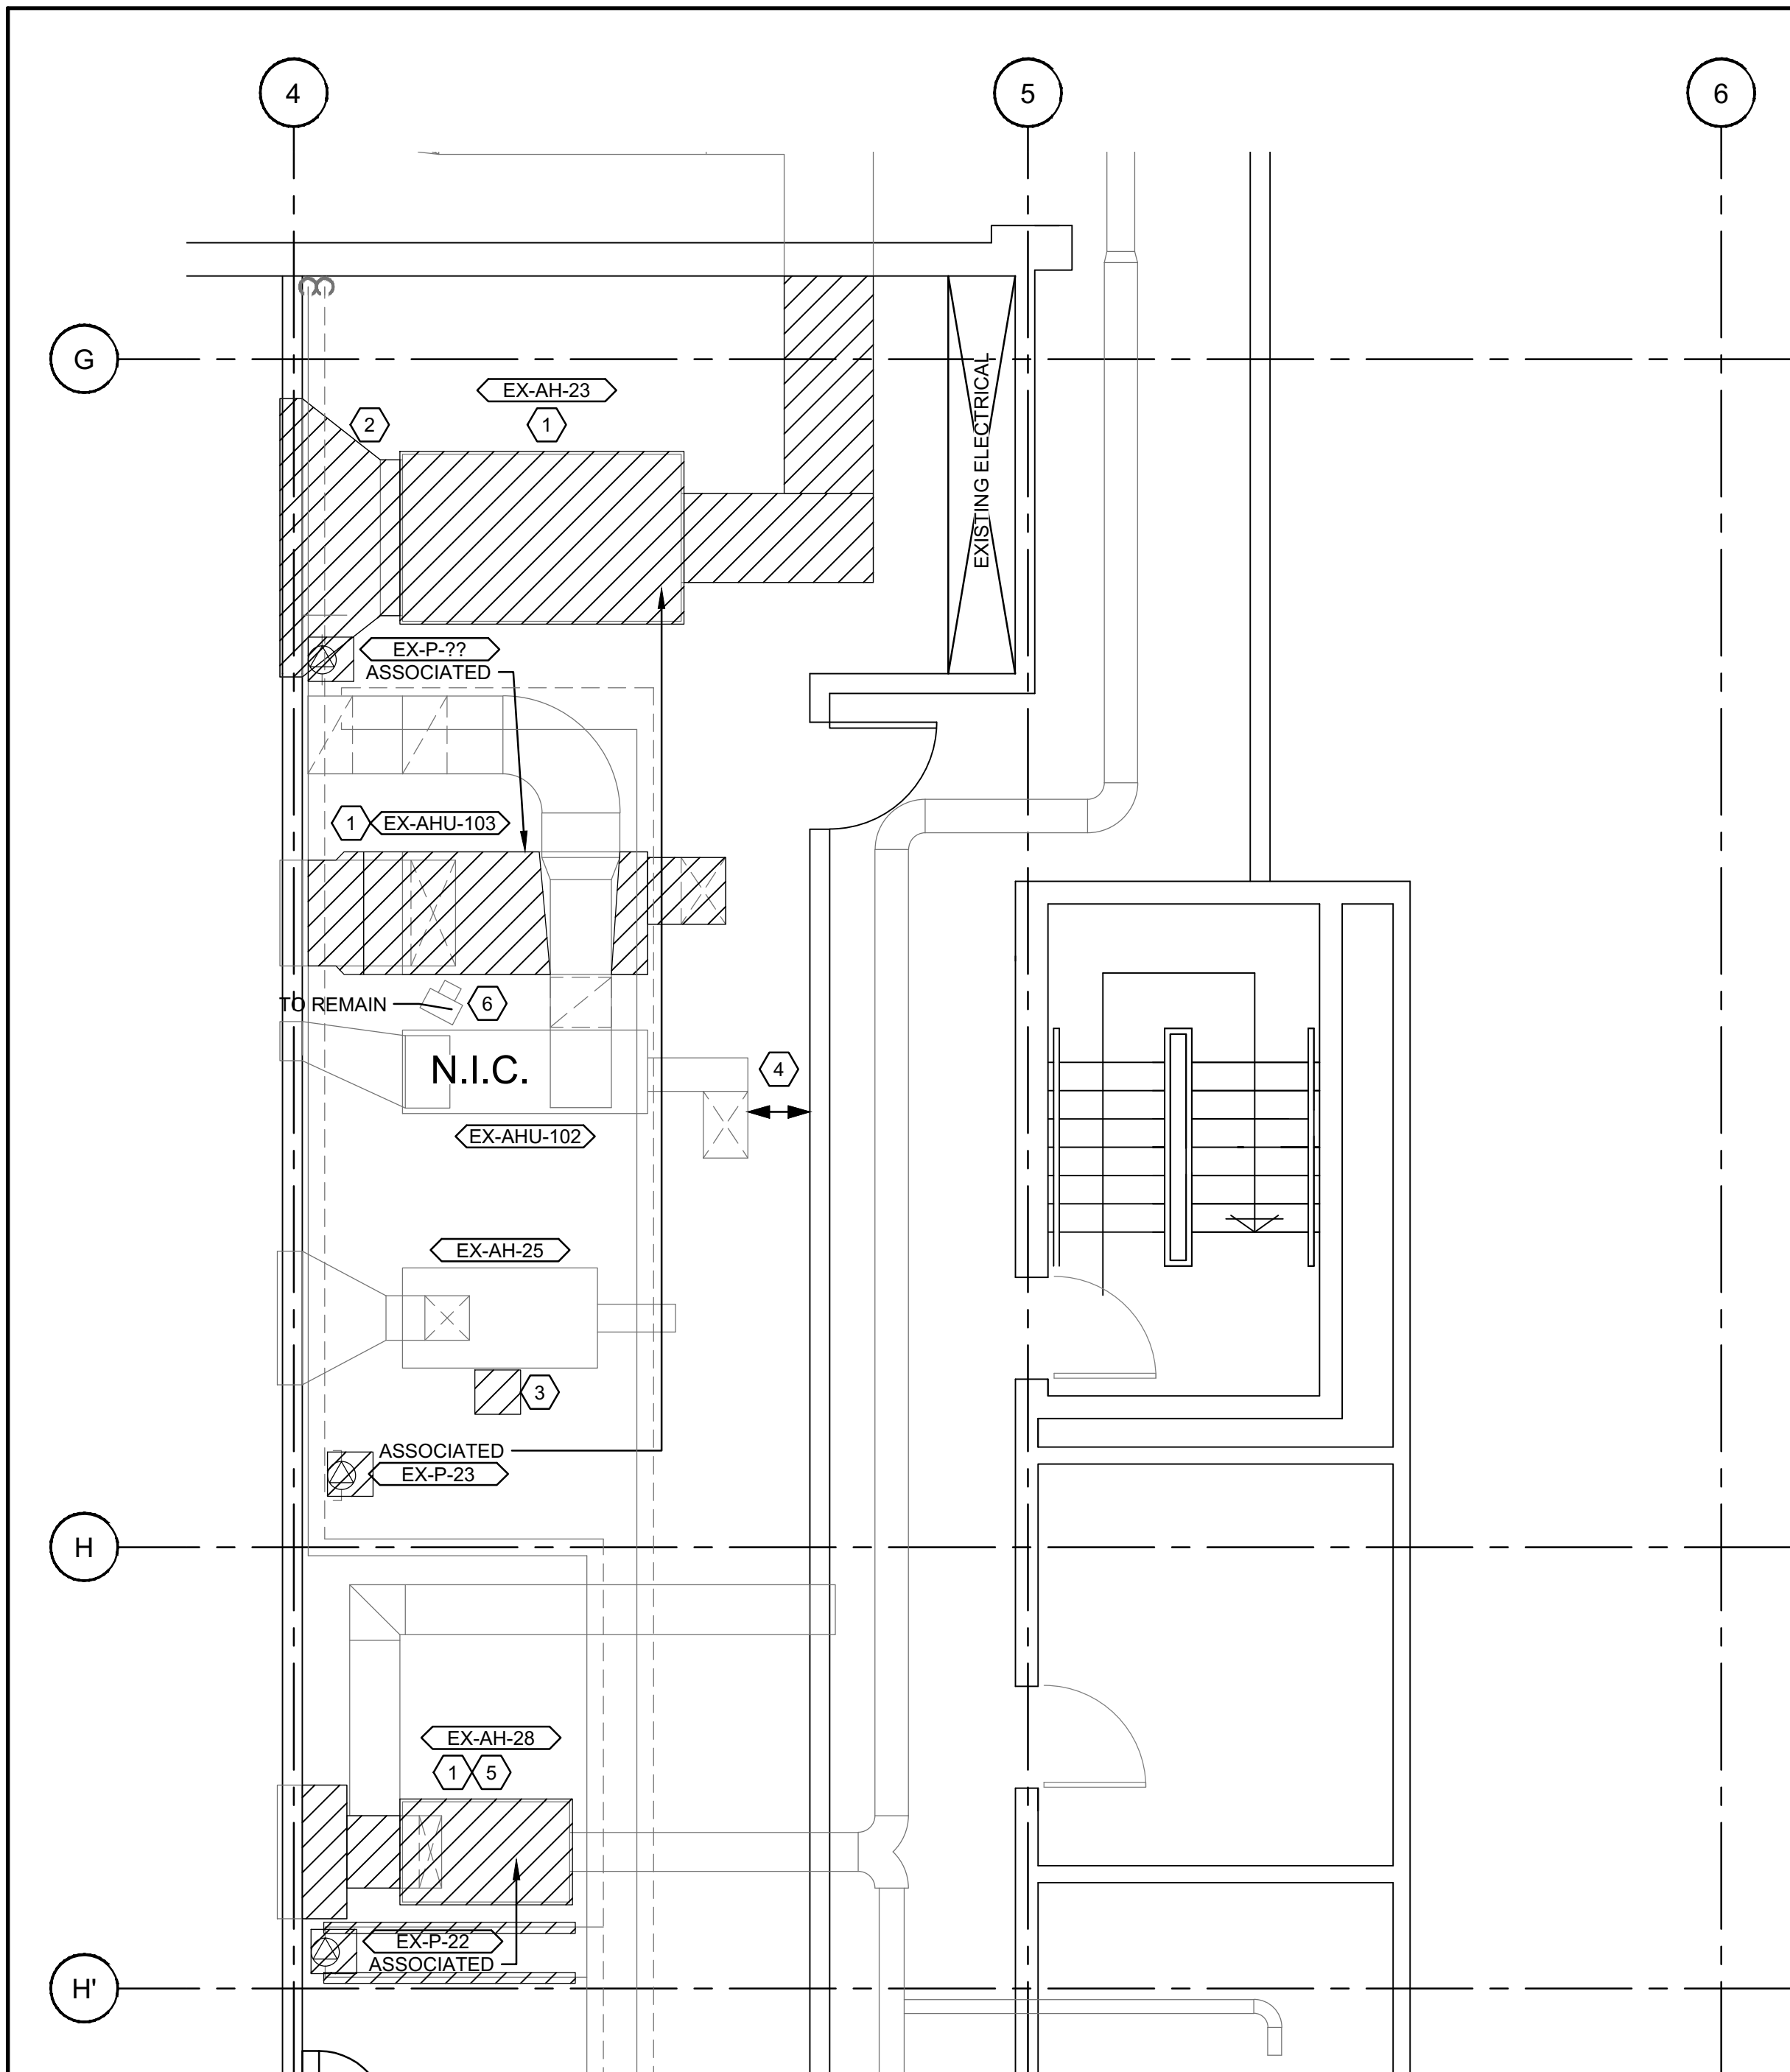 4
5
6
G
EX-AH-23
2
1
EXISTING ELECTRICAL
EX-P-??
ASSOCIATED
1
EX-AHU-103
TO REMAIN
6
N.I.C.
4
EX-AHU-102
EX-AH-25
3
ASSOCIATED
EX-P-23
H
EX-AH-28
1
5
EX-P-22
ASSOCIATED
H'